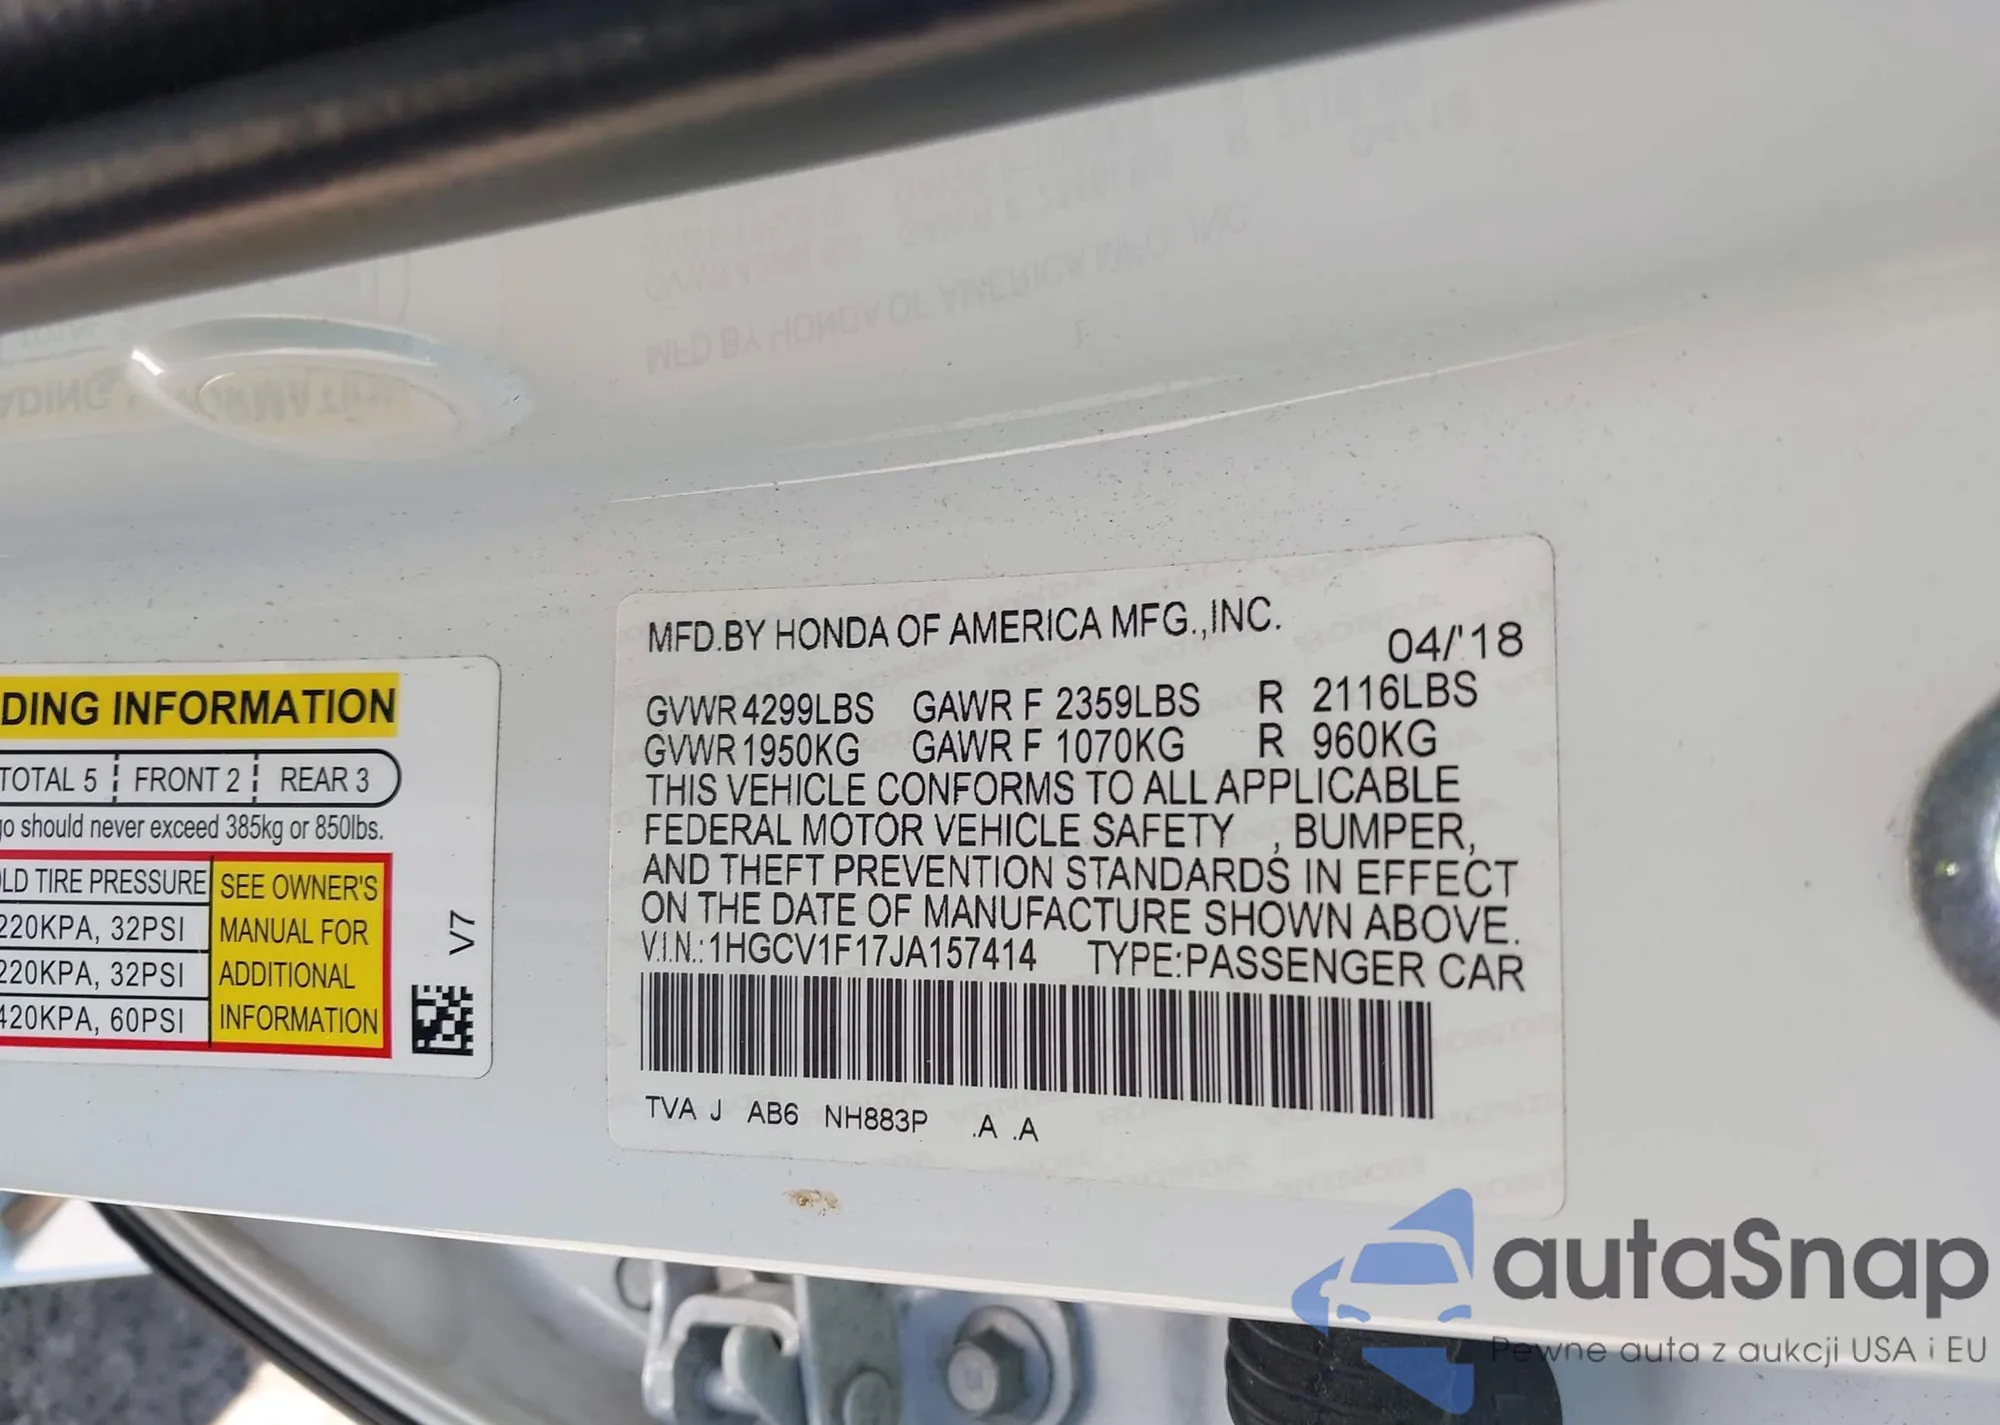 DING INFORMATION
TOTAL 5 FRONT 2 REAR 3
go should never exceed 385kg or 850lbs.
LD TIRE PRESSURE
220KPA, 32PSI
220KPA, 32PSI
420KPA, 60PSI
SEE OWNER'S
MANUAL FOR
ADDITIONAL
INFORMATION
V7
MFD.BY HONDA OF AMERICA MFG.,INC.
04/'18
GVWR 4299LBS GAWR F 2359LBS R 2116LBS
GVWR 1950KG GAWR F 1070KG R 960KG
THIS VEHICLE CONFORMS TO ALL APPLICABLE
FEDERAL MOTOR VEHICLE SAFETY , BUMPER,
AND THEFT PREVENTION STANDARDS IN EFFECT
ON THE DATE OF MANUFACTURE SHOWN ABOVE.
V.I.N.:1HGCV1F17JA157414 TYPE:PASSENGER CAR
TVA J AB6 NH883P .A .A
autaSnap
Pewne auta z aukcji USA i EU